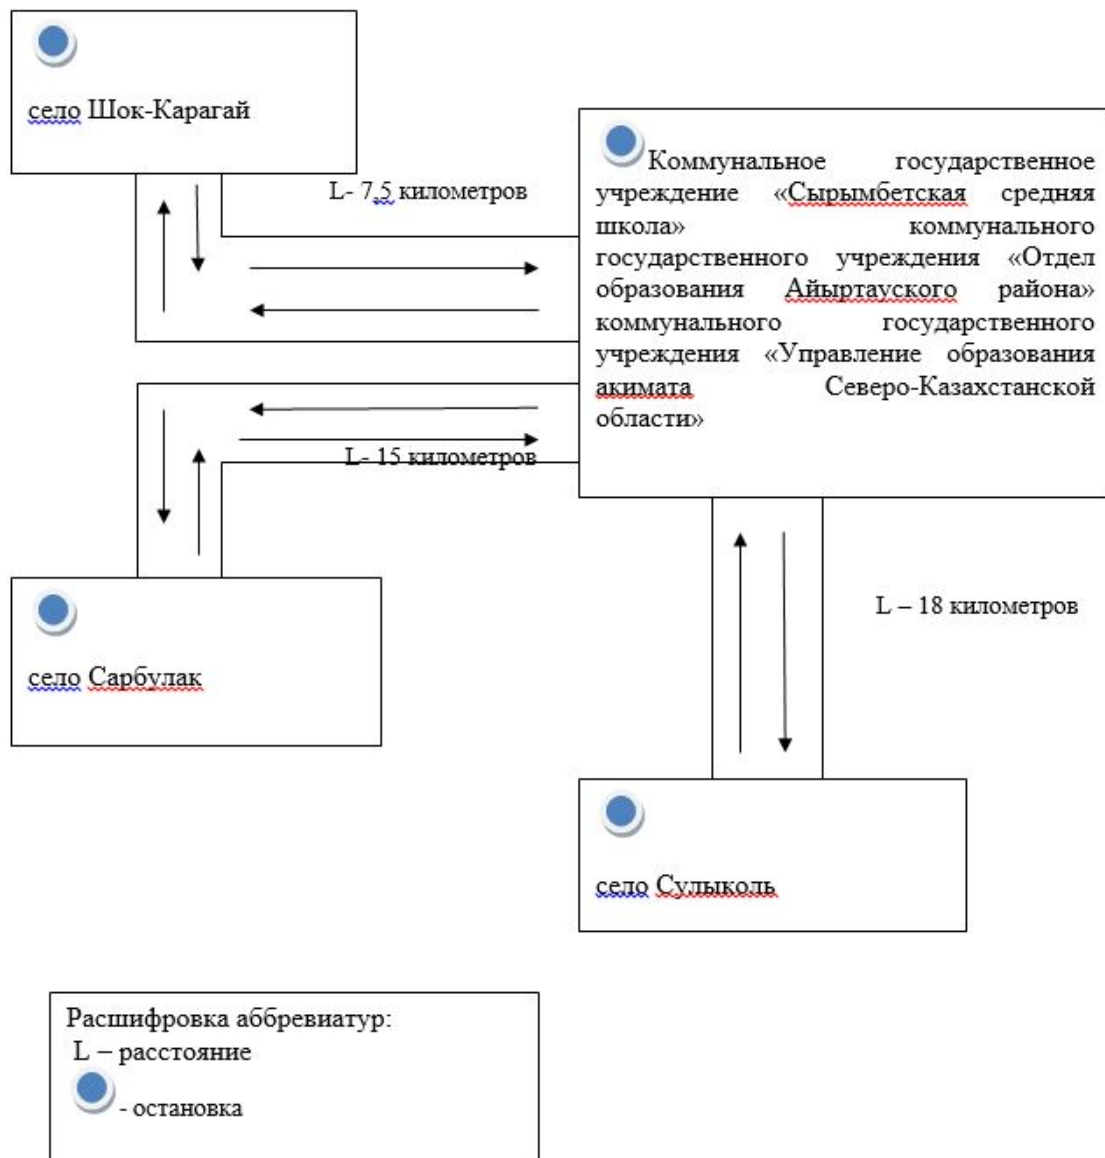 село Шок-Карагай
L- 7,5 километров
Коммунальное государственное
учреждение «Сырымбетская средняя
школа» коммунального
государственного учреждения «Отдел
образования Айыртауского района»
коммунального государственного
учреждения «Управление образования
акимата Северо-Казахстанской
области»
L- 15 километров
село Сарбулак
L – 18 километров
село Сулыколь
Расшифровка аббревиатур:
L – расстояние
- остановка